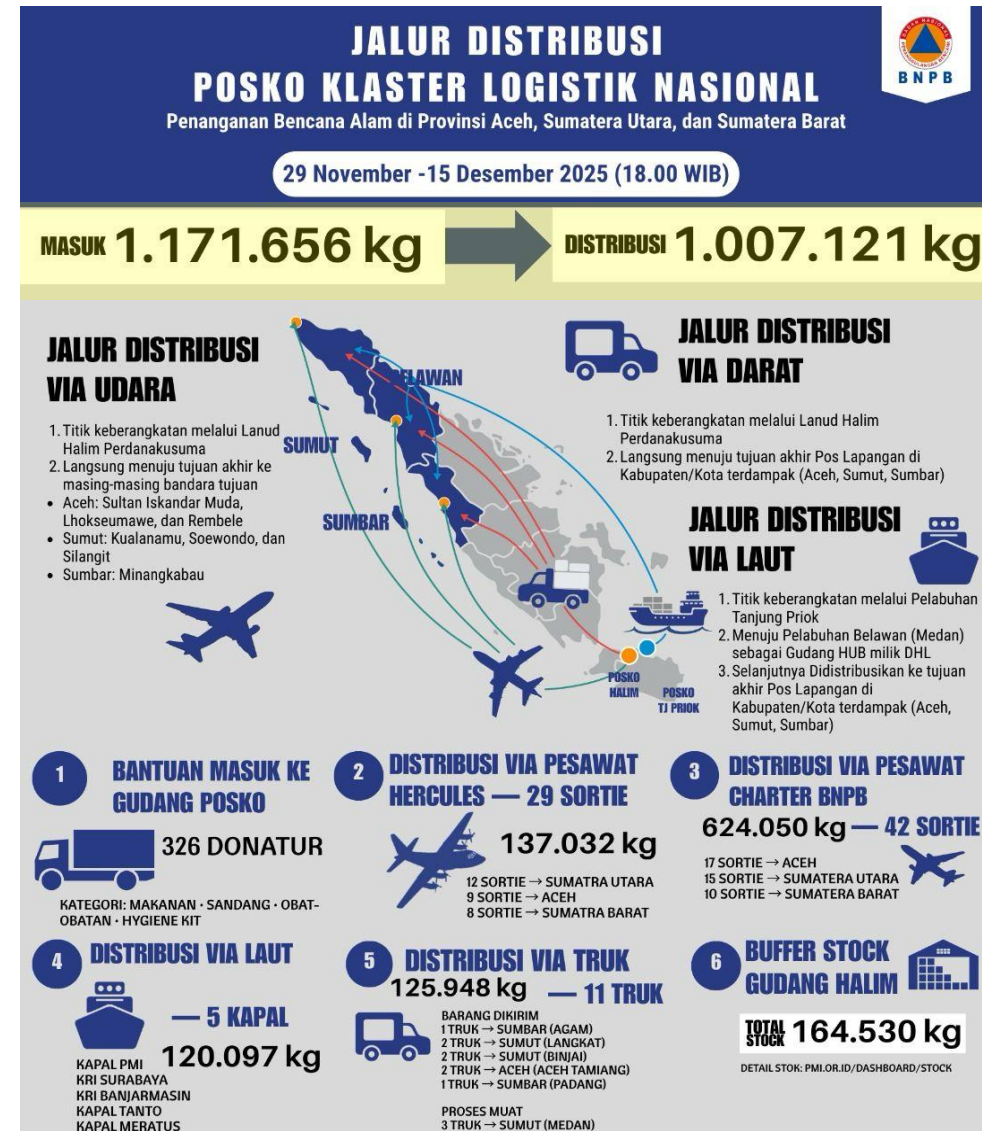 JALUR DISTRIBUSI
POSKO KLASTER LOGISTIK NASIONAL
Penanganan Bencana Alam di Provinsi Aceh, Sumatera Utara, dan Sumatera Barat
BNPB
29 November -15 Desember 2025 (18.00 WIB)
MASUK 1.171.656 kg
DISTRIBUSI 1.007.121 kg
JALUR DISTRIBUSI
VIA UDARA
1. Titik keberangkatan melalui Lanud
Halim Perdanakusuma
2. Langsung menuju tujuan akhir ke
masing-masing bandara tujuan
• Aceh: Sultan Iskandar Muda,
Lhokseumawe, dan Rembele
• Sumut: Kualanamu, Soewondo, dan
Silangit
• Sumbar: Minangkabau
SUMUT
SUMBAR
POSKO
HALIM
POSKO
TJ PRIOK
JALUR DISTRIBUSI
VIA DARAT
1. Titik keberangkatan melalui Lanud Halim
Perdanakusuma
2. Langsung menuju tujuan akhir Pos Lapangan di
Kabupaten/Kota terdampak (Aceh, Sumut, Sumbar)
JALUR DISTRIBUSI
VIA LAUT
1. Titik keberangkatan melalui Pelabuhan
Tanjung Priok
2. Menuju Pelabuhan Belawan (Medan)
sebagai Gudang HUB milik DHL
3. Selanjutnya Didistribusikan ke tujuan
akhir Pos Lapangan di
Kabupaten/Kota terdampak (Aceh,
Sumut, Sumbar)
1 BANTUAN MASUK KE
GUDANG POSKO
326 DONATUR
KATEGORI: MAKANAN · SANDANG · OBAT-
OBATAN · HYGIENE KIT
2 DISTRIBUSI VIA PESAWAT
HERCULES — 29 SORTIE
137.032 kg
12 SORTIE → SUMATRA UTARA
9 SORTIE → ACEH
8 SORTIE → SUMATRA BARAT
3 DISTRIBUSI VIA PESAWAT
CHARTER BNPB
624.050 kg — 42 SORTIE
17 SORTIE → ACEH
15 SORTIE → SUMATERA UTARA
10 SORTIE → SUMATERA BARAT
4 DISTRIBUSI VIA LAUT
— 5 KAPAL
120.097 kg
KAPAL PMI
KRI SURABAYA
KRI BANJARMASIN
KAPAL TANTO
KAPAL MERATUS
5 DISTRIBUSI VIA TRUK
125.948 kg — 11 TRUK
BARANG DIKIRIM
1 TRUK → SUMBAR (AGAM)
2 TRUK → SUMUT (LANGKAT)
2 TRUK → SUMUT (BINJAI)
2 TRUK → ACEH (ACEH TAMIANG)
1 TRUK → SUMBAR (PADANG)
PROSES MUAT
3 TRUK → SUMUT (MEDAN)
6 BUFFER STOCK
GUDANG HALIM
TOTAL
STOCK 164.530 kg
DETAIL STOK: PMI.OR.ID/DASHBOARD/STOCK